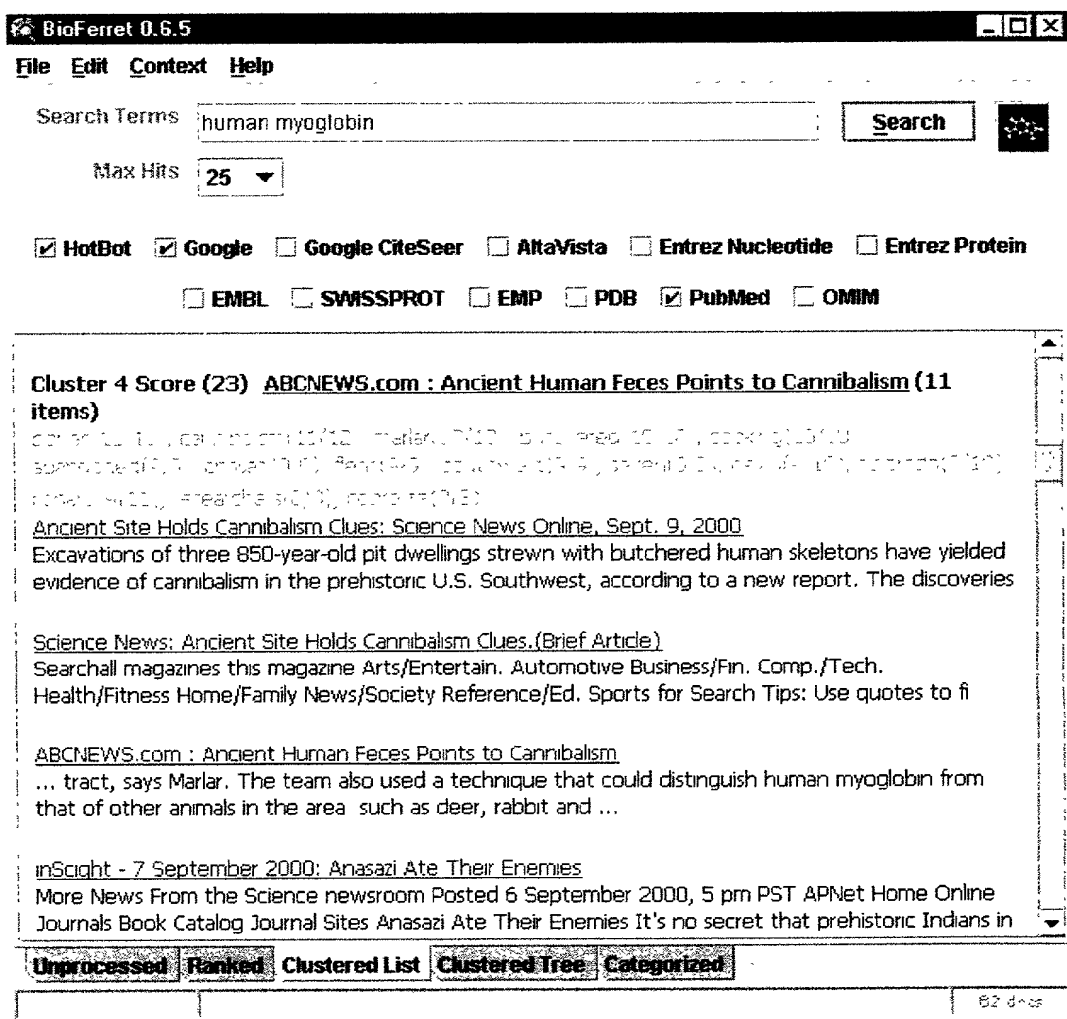 BioFerret 0.6.5
File Edit Context Help
Search Terms human myoglobin Search
Max Hits 25
HotBot Google Google CiteSeer AltaVista Entrez Nucleotide Entrez Protein
EMBL SWISSPROT EMP PDB PubMed OMIM
Cluster 4 Score (23) ABCNEWS.com : Ancient Human Feces Points to Cannibalism (11
items)
Ancient Site Holds Cannibalism Clues: Science News Online, Sept. 9, 2000
Excavations of three 850-year-old pit dwellings strewn with butchered human skeletons have yielded
evidence of cannibalism in the prehistoric U.S. Southwest, according to a new report. The discoveries
Science News: Ancient Site Holds Cannibalism Clues.(Brief Article)
Searchall magazines this magazine Arts/Entertain. Automotive Business/Fin. Comp./Tech.
Health/Fitness Home/Family News/Society Reference/Ed. Sports for Search Tips: Use quotes to fi
ABCNEWS.com : Ancient Human Feces Points to Cannibalism
... tract, says Marlar. The team also used a technique that could distinguish human myoglobin from
that of other animals in the area such as deer, rabbit and ...
inScight - 7 September 2000: Anasazi Ate Their Enemies
More News From the Science newsroom Posted 6 September 2000, 5 pm PST APNet Home Online
Journals Book Catalog Journal Sites Anasazi Ate Their Enemies It's no secret that prehistoric Indians in
Unprocessed Ranked Clustered List Clustered Tree Categorized
62 docs